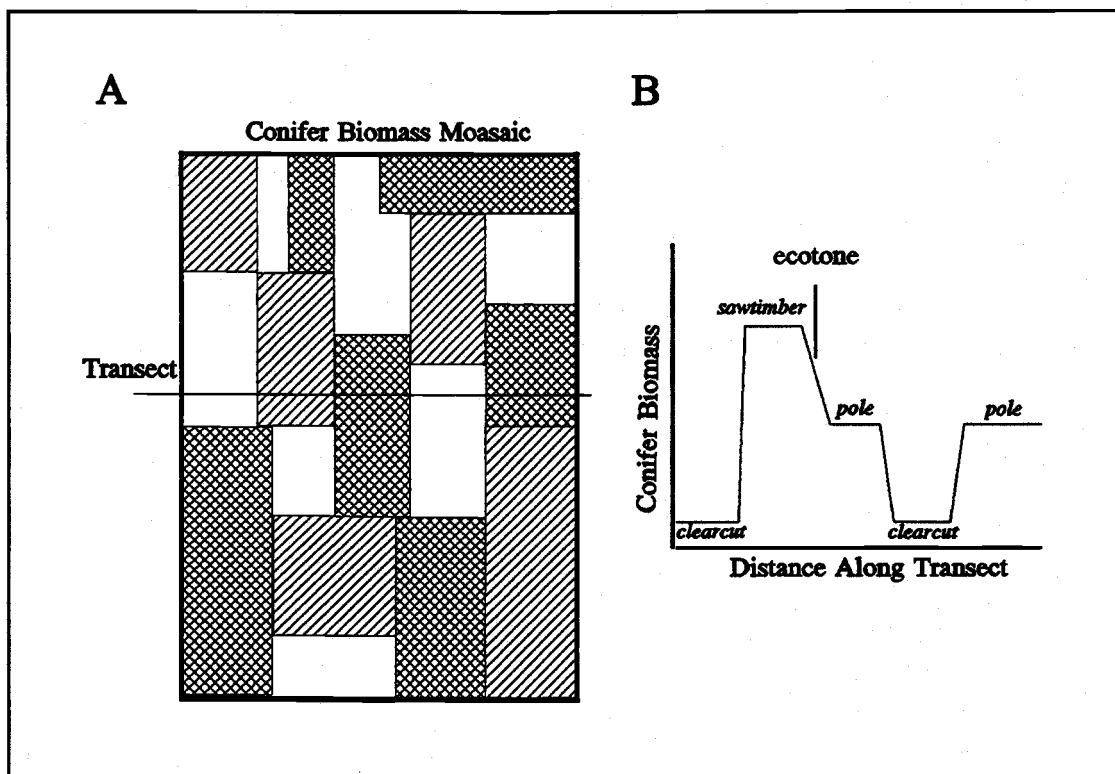 A
Conifer Biomass Moasaic
Transect
B
ecotone
sawtimber
pole
pole
clearcut
clearcut
Conifer Biomass
Distance Along Transect